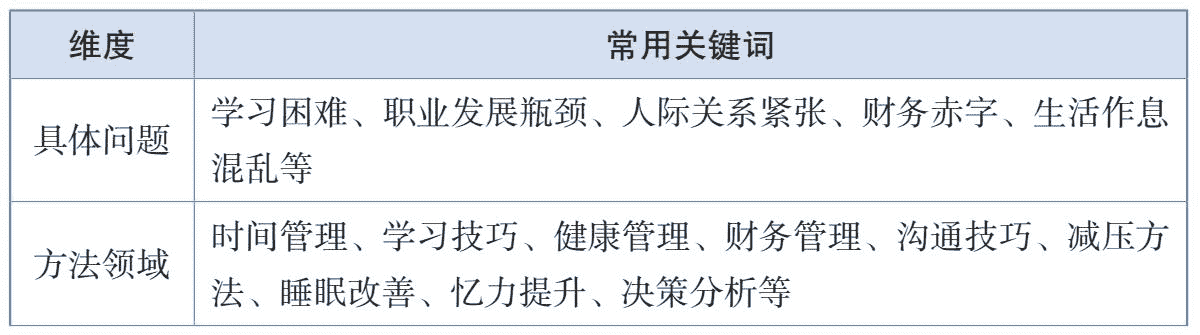 维度
常用关键词
具体问题
学习困难、职业发展瓶颈、人际关系紧张、财务赤字、生活作息
混乱等
方法领域
时间管理、学习技巧、健康管理、财务管理、沟通技巧、减压方
法、睡眠改善、忆力提升、决策分析等